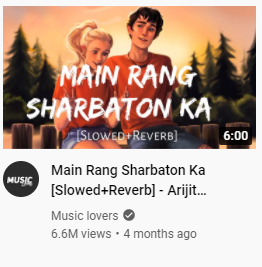 MAIN RANG
SHARBATON KA
[SLOWED+REVERB]
6:00
MUSIC
Main Rang Sharbaton Ka
[Slowed+Reverb] - Arijit...
Music lovers
6.6M views • 4 months ago